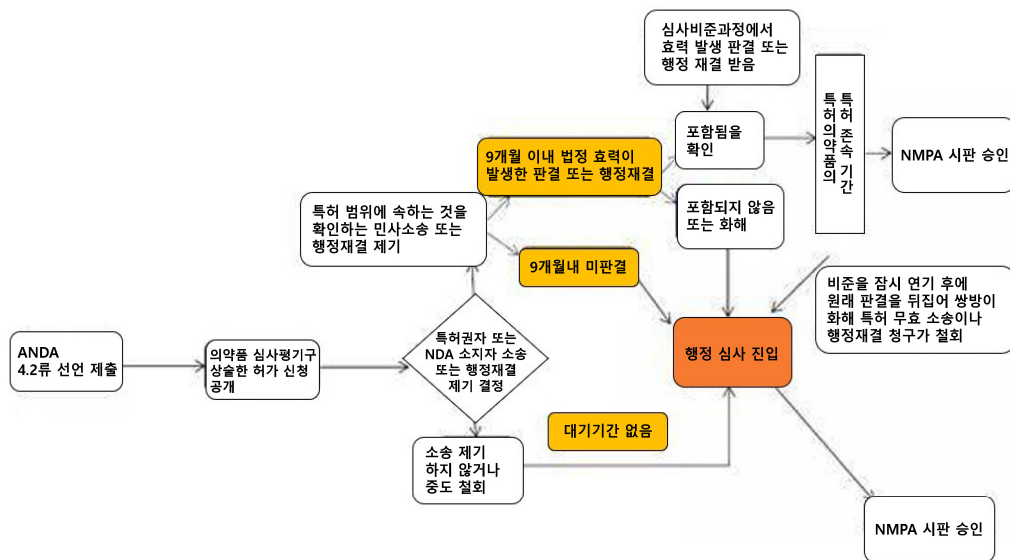 심사비준과정에서
효력 발생 판결 또는
행정 재결 받음
특허의약품의
특허 존속 기간
포함됨을
확인
NMPA 시판 승인
9개월 이내 법정 효력이
발생한 판결 또는 행정재결
특허 범위에 속하는 것을
확인하는 민사소송 또는
행정재결 제기
포함되지 않음
또는 화해
9개월내 미판결
비준을 잠시 연기 후에
원래 판결을 뒤집어 쌍방이
화해 특허 무효 소송이나
행정재결 청구가 철회
ANDA
4.2류 선언 제출
의약품 심사평기구
상술한 허가 신청
공개
특허권자 또는
NDA 소지자 소송
또는 행정재결
제기 결정
행정 심사 진입
대기기간 없음
소송 제기
하지 않거나
중도 철회
NMPA 시판 승인